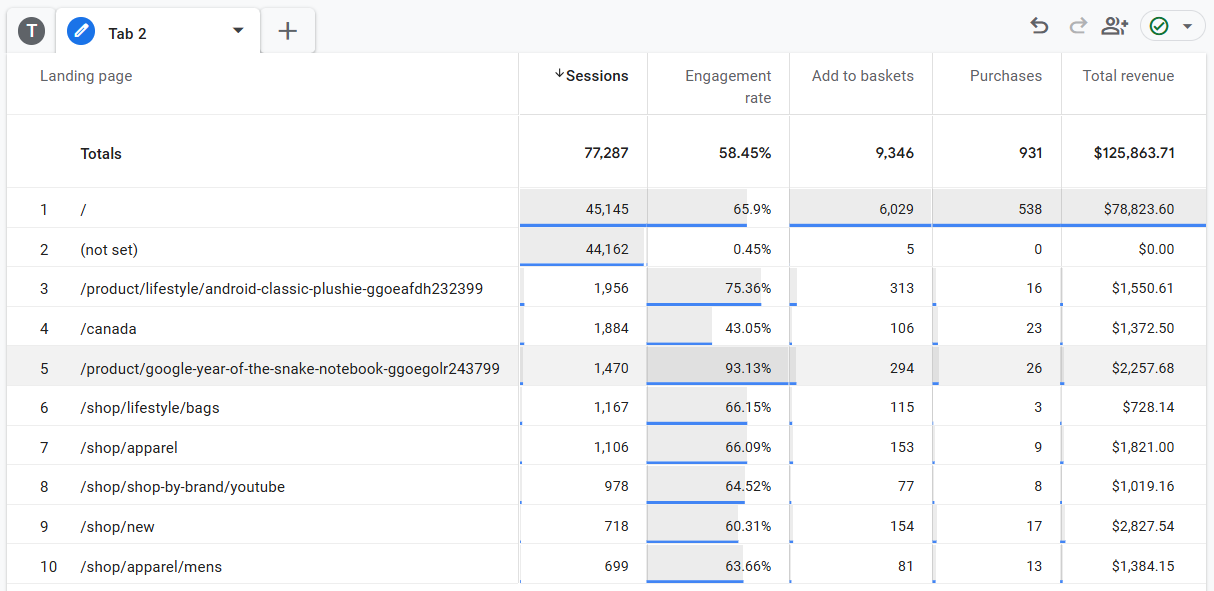 T Tab 2
Landing page ↓Sessions Engagement rate Add to baskets Purchases Total revenue
Totals 77,287 58.45% 9,346 931 $125,863.71
1 / 45,145 65.9% 6,029 538 $78,823.60
2 (not set) 44,162 0.45% 5 0 $0.00
3 /product/lifestyle/android-classic-plushie-ggoeafdh232399 1,956 75.36% 313 16 $1,550.61
4 /canada 1,884 43.05% 106 23 $1,372.50
5 /product/google-year-of-the-snake-notebook-ggoegolr243799 1,470 93.13% 294 26 $2,257.68
6 /shop/lifestyle/bags 1,167 66.15% 115 3 $728.14
7 /shop/apparel 1,106 66.09% 153 9 $1,821.00
8 /shop/shop-by-brand/youtube 978 64.52% 77 8 $1,019.16
9 /shop/new 718 60.31% 154 17 $2,827.54
10 /shop/apparel/mens 699 63.66% 81 13 $1,384.15